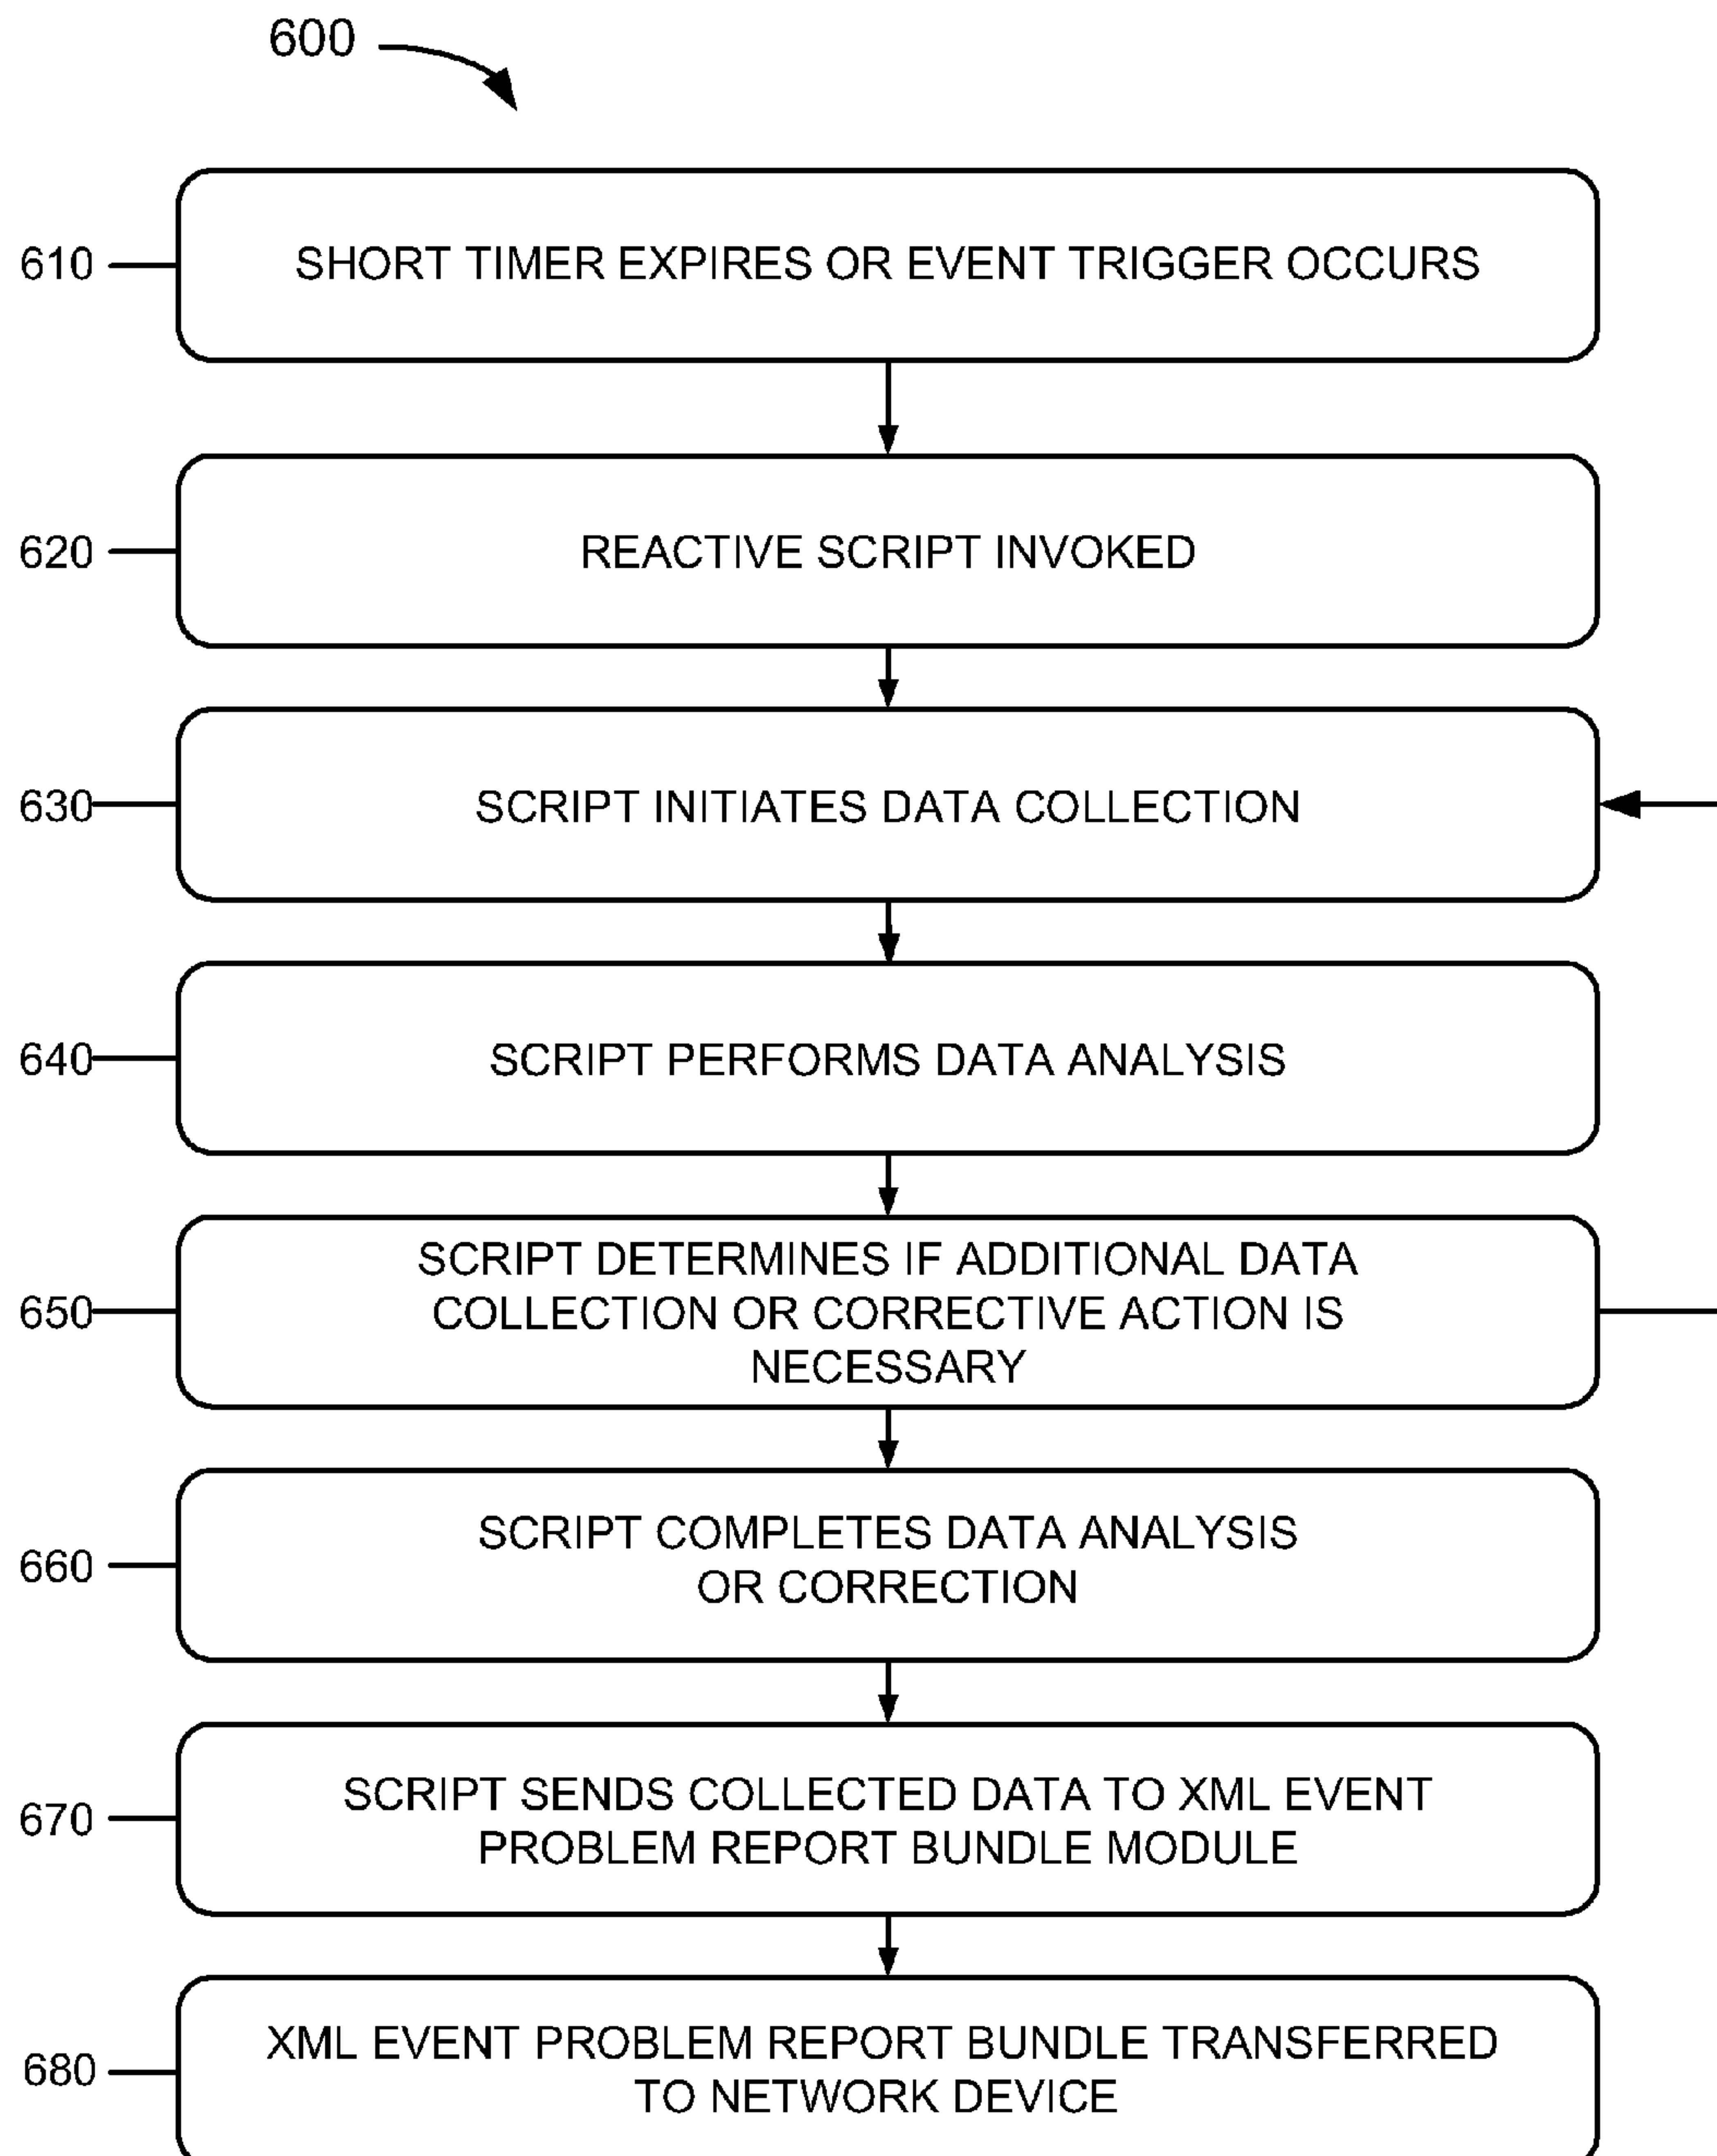 600
610
SHORT TIMER EXPIRES OR EVENT TRIGGER OCCURS
620
REACTIVE SCRIPT INVOKED
630
SCRIPT INITIATES DATA COLLECTION
640
SCRIPT PERFORMS DATA ANALYSIS
650
SCRIPT DETERMINES IF ADDITIONAL DATA
COLLECTION OR CORRECTIVE ACTION IS
NECESSARY
660
SCRIPT COMPLETES DATA ANALYSIS
OR CORRECTION
670
SCRIPT SENDS COLLECTED DATA TO XML EVENT
PROBLEM REPORT BUNDLE MODULE
680
XML EVENT PROBLEM REPORT BUNDLE TRANSFERRED
TO NETWORK DEVICE